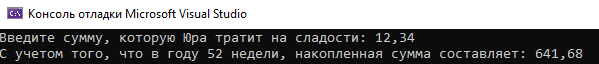 Консоль отладки Microsoft Visual Studio
Введите сумму, которую Юра тратит на сладости: 12,34
С учетом того, что в году 52 недели, накопленная сумма составляет: 641,68